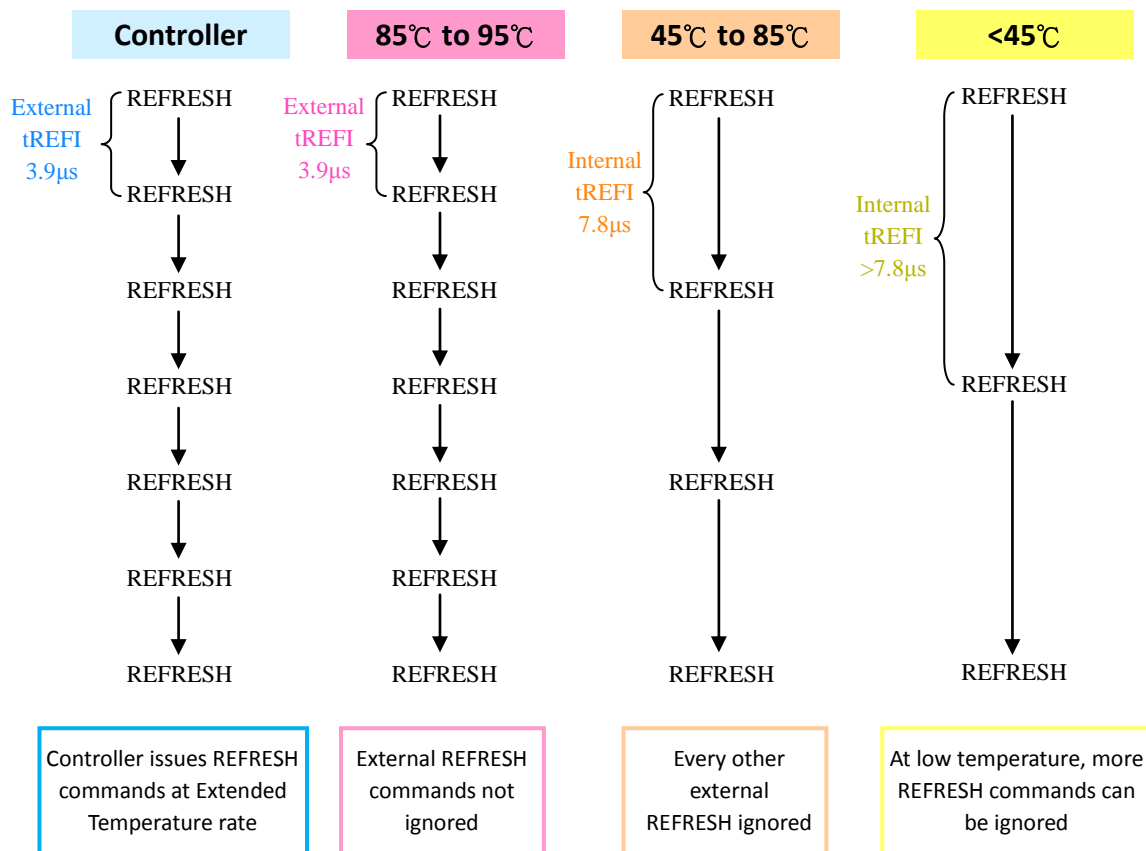 Controller
85℃ to 95℃
45℃ to 85℃
<45℃
External
tREFI
3.9μs
REFRESH
REFRESH
REFRESH
REFRESH
REFRESH
REFRESH
REFRESH
External
tREFI
3.9μs
REFRESH
REFRESH
REFRESH
REFRESH
REFRESH
REFRESH
REFRESH
Internal
tREFI
7.8μs
REFRESH
REFRESH
REFRESH
REFRESH
Internal
tREFI
>7.8μs
REFRESH
REFRESH
REFRESH
Controller issues REFRESH
commands at Extended
Temperature rate
External REFRESH
commands not
ignored
Every other
external
REFRESH ignored
At low temperature, more
REFRESH commands can
be ignored